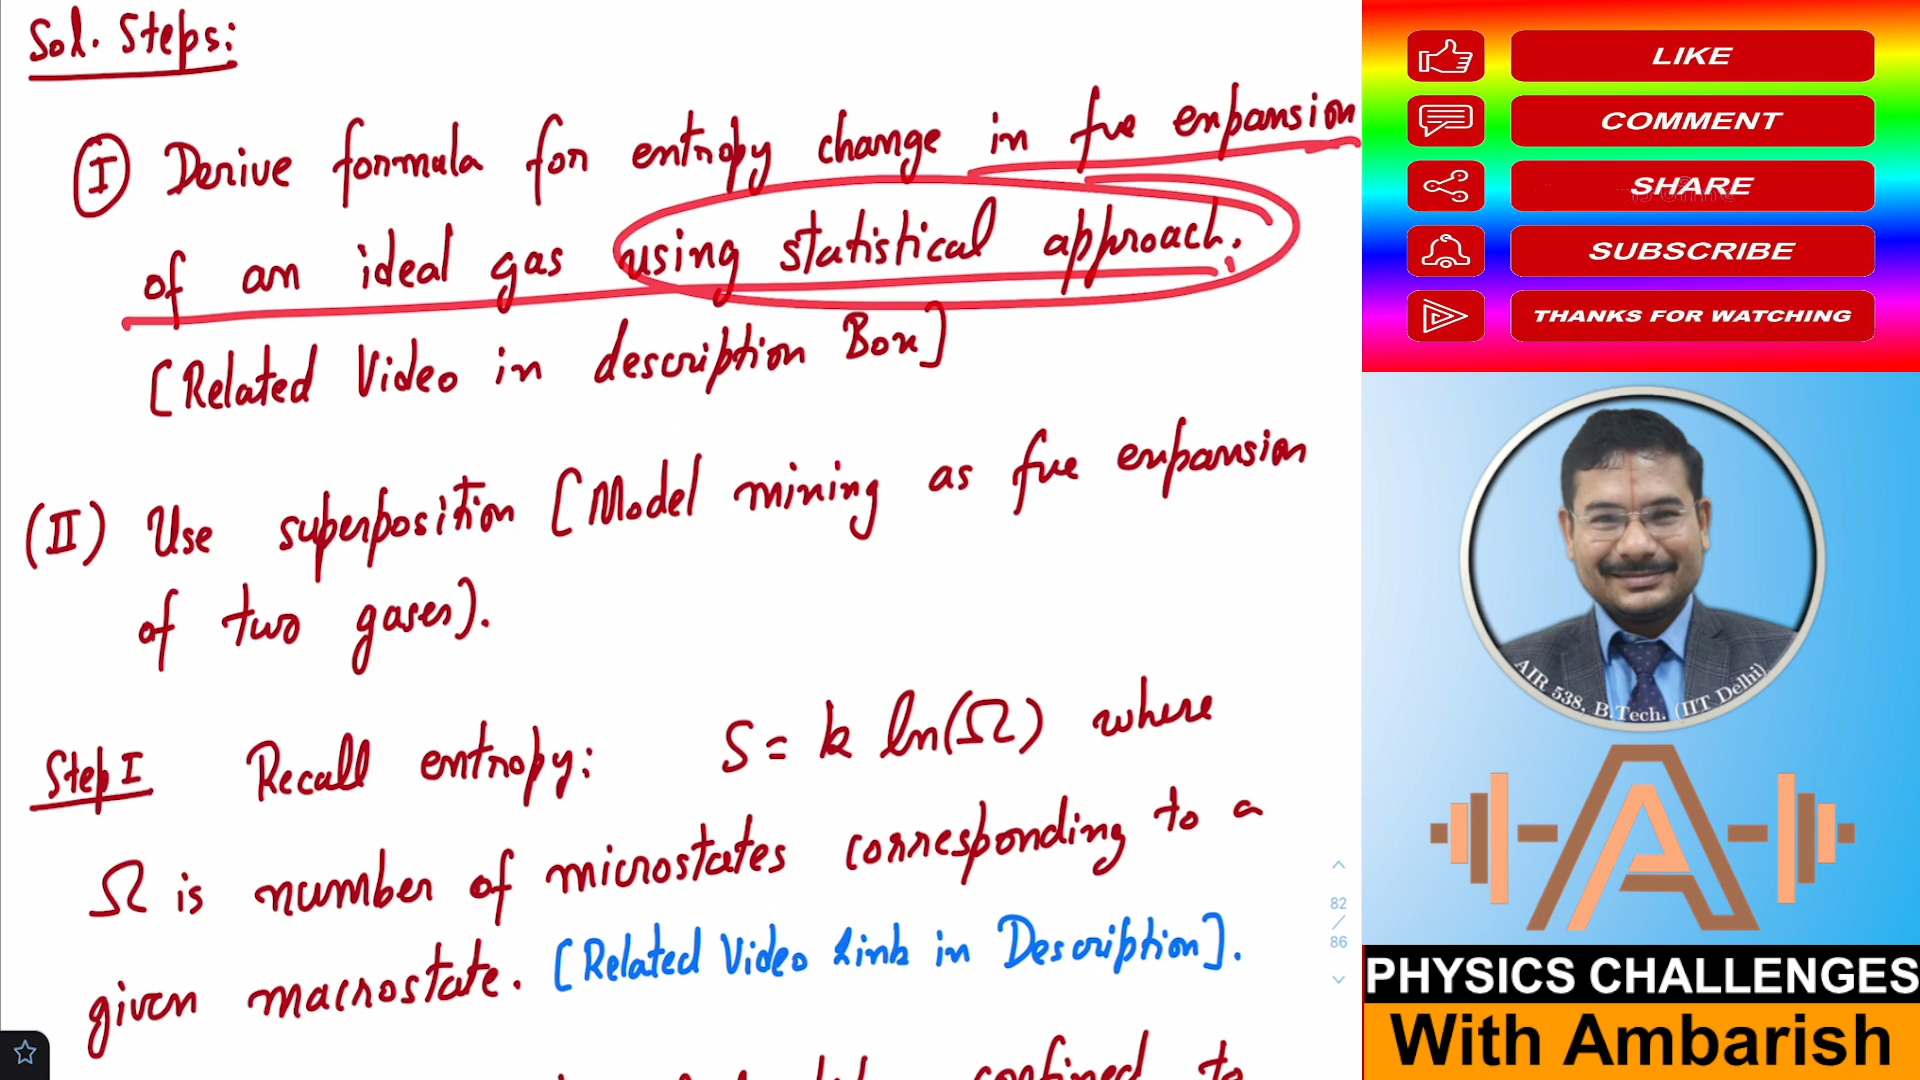 Sol. Steps:
(I) Derive formula for entropy change in free expansion
of an ideal gas using statistical approach.
[Related Video in description Box]
(II) Use superposition [Model mixing as free expansion
of two gases].
Step I Recall entropy: S = k ln(Ω) where
Ω is number of microstates corresponding to a
given macrostate. [Related Video Link in Description].
confined to
LIKE
COMMENT
SHARE
SUBSCRIBE
THANKS FOR WATCHING
AIR 538, B.Tech. (IIT Delhi)
A
82
/
86
PHYSICS CHALLENGES
With Ambarish